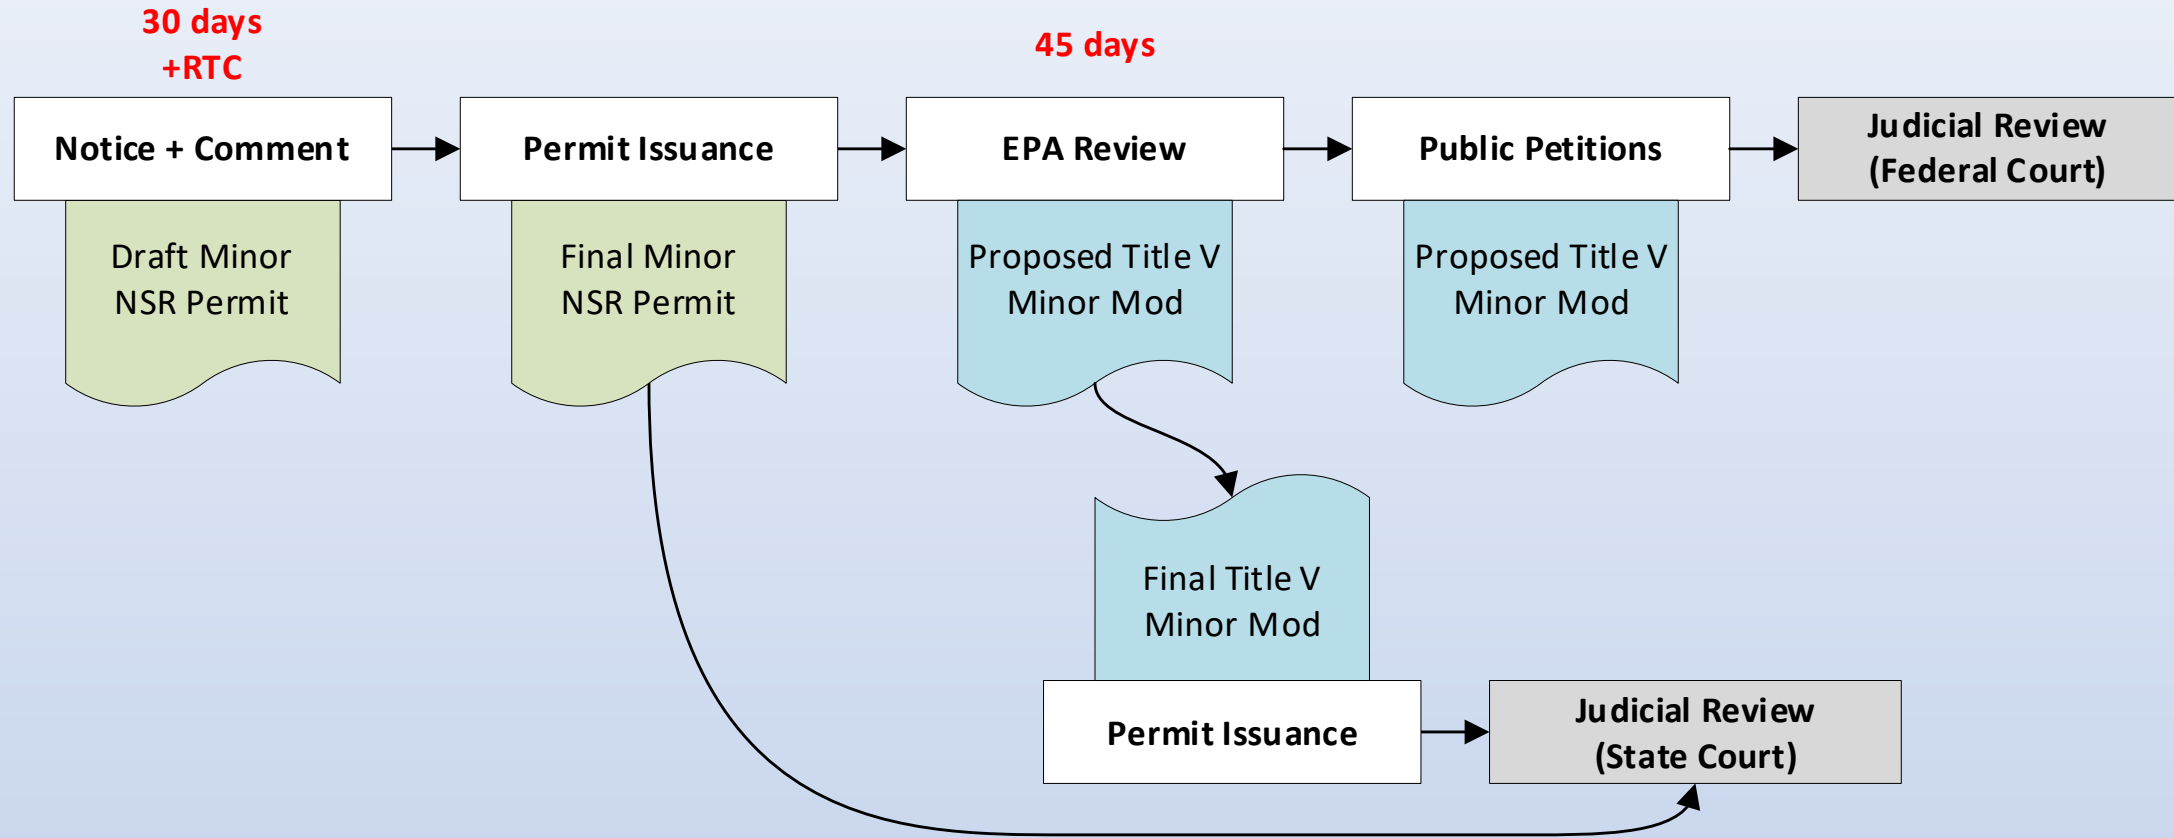 30 days
+RTC
45 days
Notice + Comment
Permit Issuance
EPA Review
Public Petitions
Judicial Review
(Federal Court)
Draft Minor
NSR Permit
Final Minor
NSR Permit
Proposed Title V
Minor Mod
Proposed Title V
Minor Mod
Final Title V
Minor Mod
Permit Issuance
Judicial Review
(State Court)